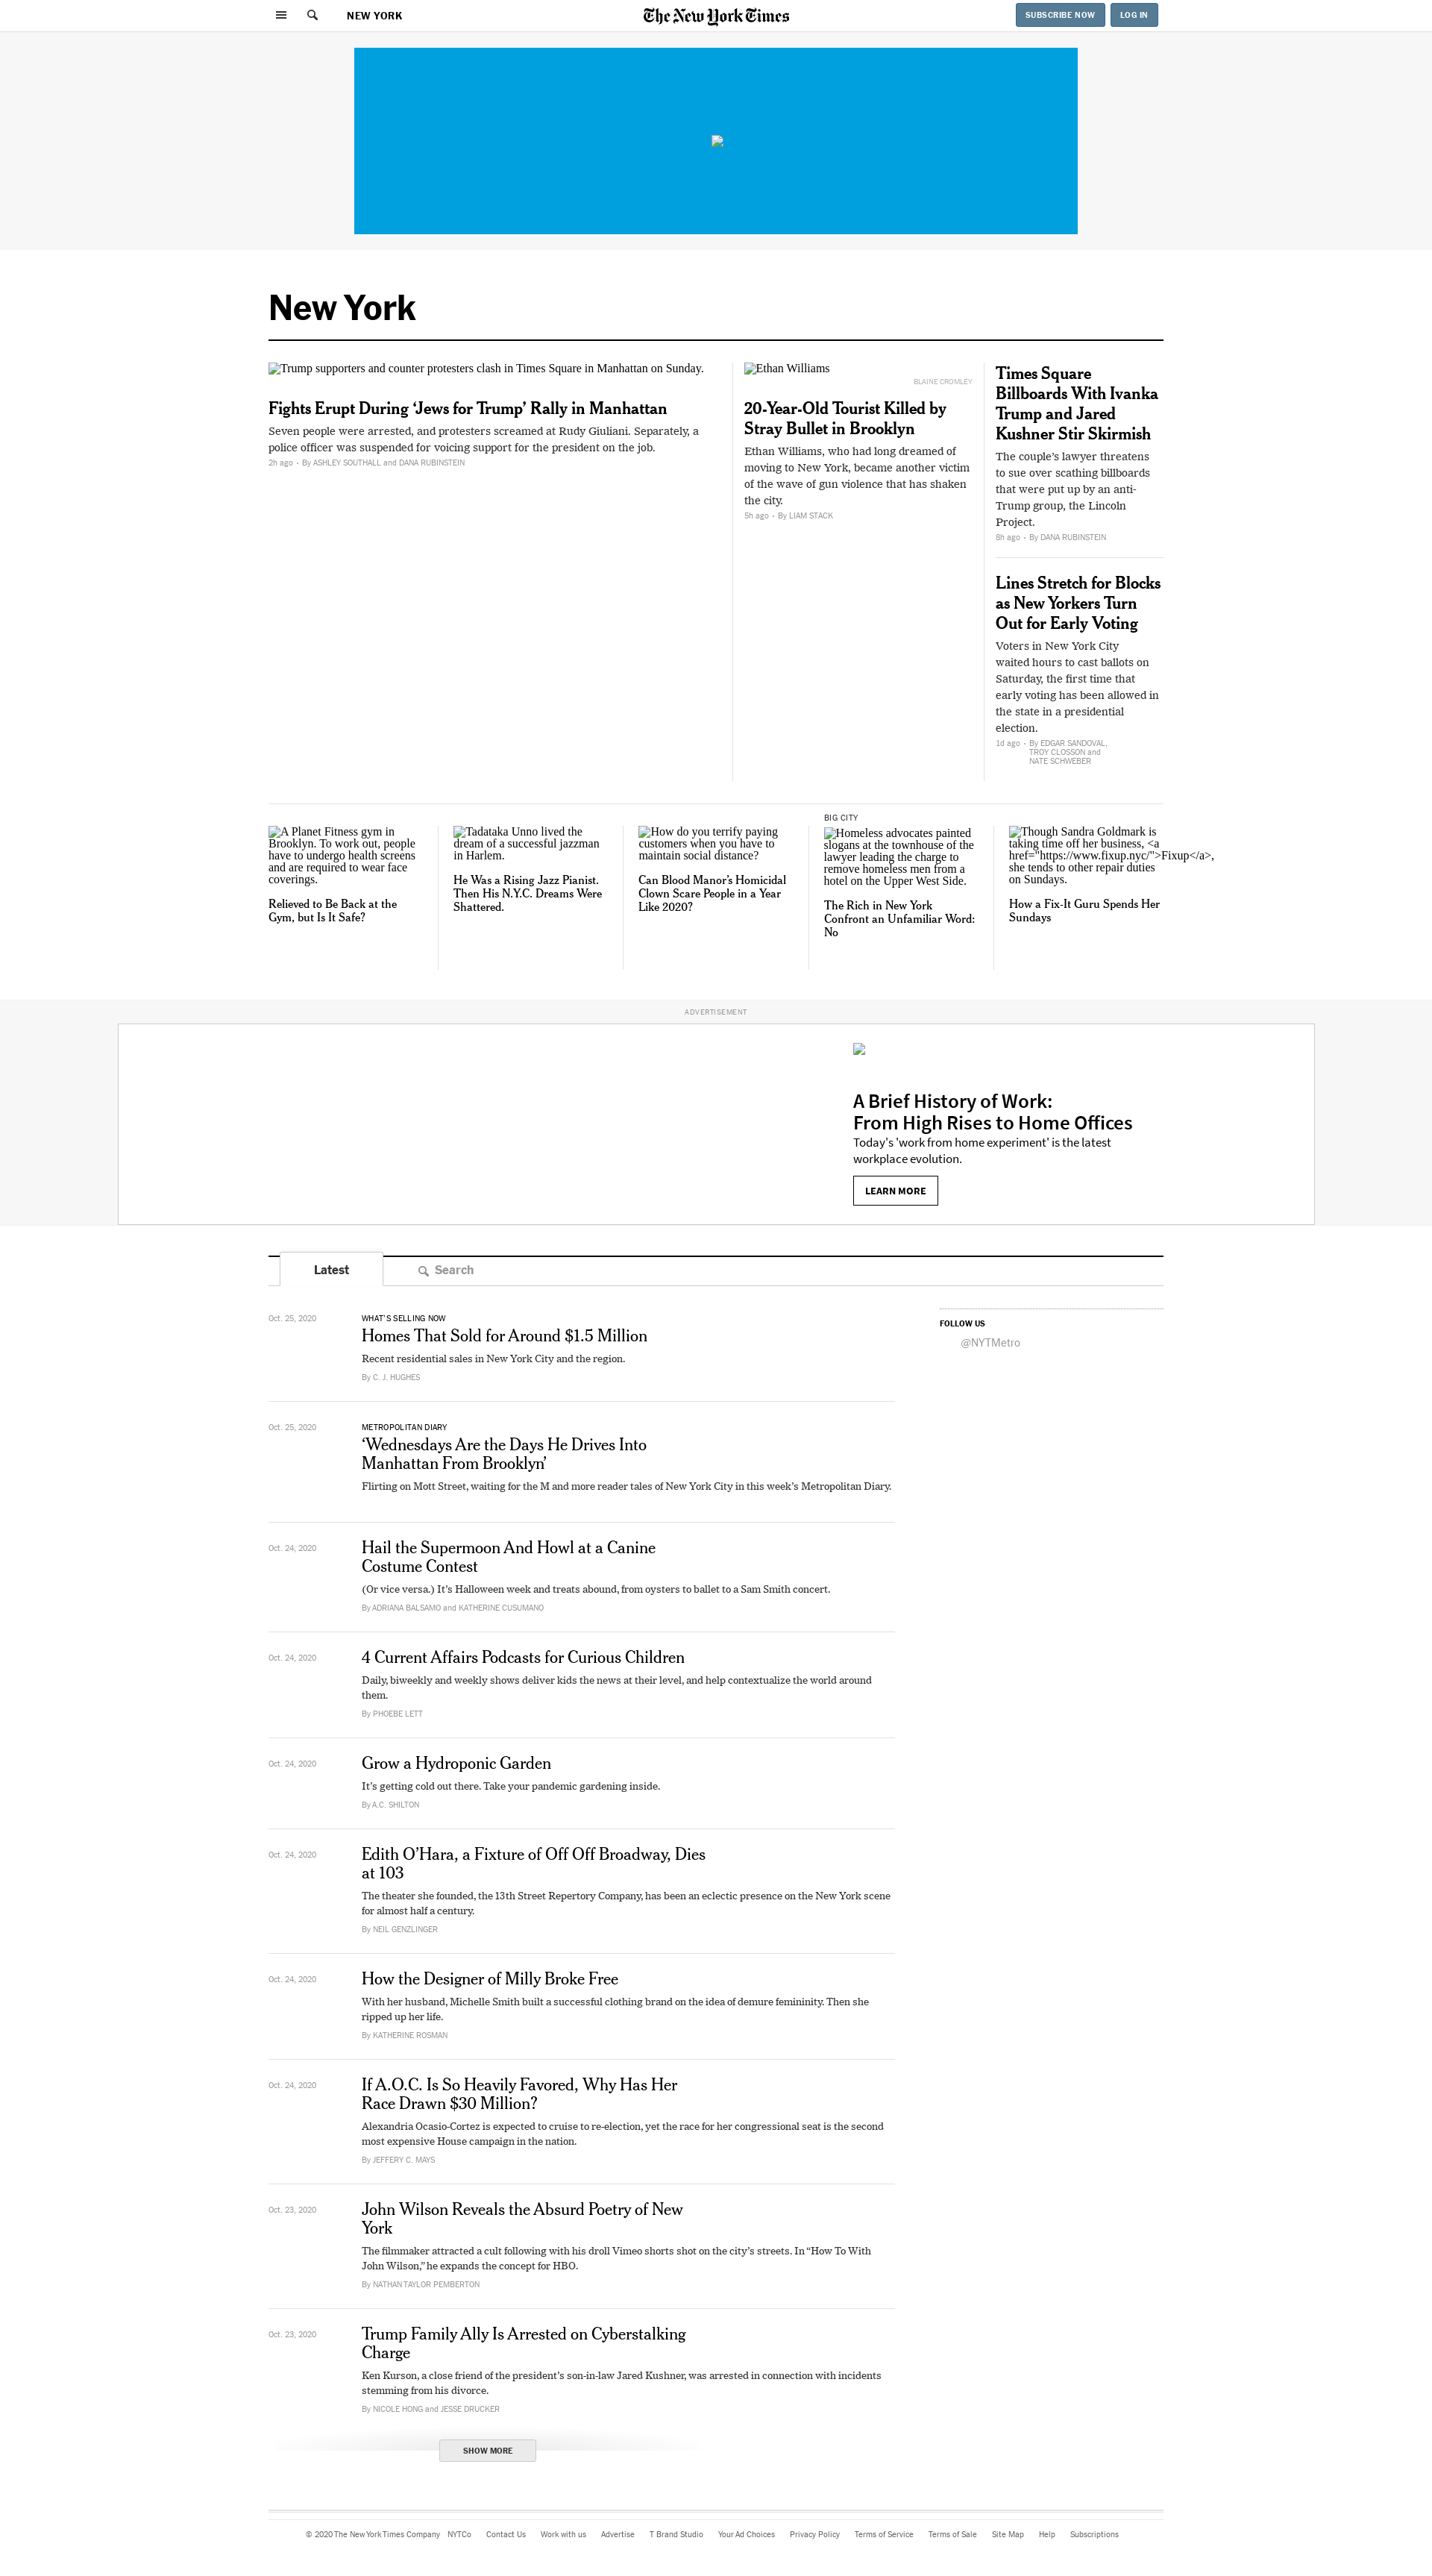 NEW YORK
The New York Times
SUBSCRIBE NOW
LOG IN
New York
Trump supporters and counter protesters clash in Times Square in Manhattan on Sunday.
Fights Erupt During ‘Jews for Trump’ Rally in Manhattan
Seven people were arrested, and protesters screamed at Rudy Giuliani. Separately, a
police officer was suspended for voicing support for the president on the job.
2h ago • By ASHLEY SOUTHALL and DANA RUBINSTEIN
Ethan Williams
BLAINE CROMLEY
20-Year-Old Tourist Killed by
Stray Bullet in Brooklyn
Ethan Williams, who had long dreamed of
moving to New York, became another victim
of the wave of gun violence that has shaken
the city.
5h ago • By LIAM STACK
Times Square
Billboards With Ivanka
Trump and Jared
Kushner Stir Skirmish
The couple’s lawyer threatens
to sue over scathing billboards
that were put up by an anti-
Trump group, the Lincoln
Project.
8h ago • By DANA RUBINSTEIN
Lines Stretch for Blocks
as New Yorkers Turn
Out for Early Voting
Voters in New York City
waited hours to cast ballots on
Saturday, the first time that
early voting has been allowed in
the state in a presidential
election.
1d ago • By EDGAR SANDOVAL,
TROY CLOSSON and
NATE SCHWEBER
A Planet Fitness gym in
Brooklyn. To work out, people
have to undergo health screens
and are required to wear face
coverings.
Relieved to Be Back at the
Gym, but Is It Safe?
Tadataka Unno lived the
dream of a successful jazzman
in Harlem.
He Was a Rising Jazz Pianist.
Then His N.Y.C. Dreams Were
Shattered.
How do you terrify paying
customers when you have to
maintain social distance?
Can Blood Manor’s Homicidal
Clown Scare People in a Year
Like 2020?
BIG CITY
Homeless advocates painted
slogans at the townhouse of the
lawyer leading the charge to
remove homeless men from a
hotel on the Upper West Side.
The Rich in New York
Confront an Unfamiliar Word:
No
Though Sandra Goldmark is
taking time off her business, <a
href="https://www.fixup.nyc/">Fixup</a>,
she tends to other repair duties
on Sundays.
How a Fix-It Guru Spends Her
Sundays
ADVERTISEMENT
A Brief History of Work:
From High Rises to Home Offices
Today's 'work from home experiment' is the latest
workplace evolution.
LEARN MORE
Latest
Search
Oct. 25, 2020
WHAT’S SELLING NOW
Homes That Sold for Around $1.5 Million
Recent residential sales in New York City and the region.
By C. J. HUGHES
FOLLOW US
@NYTMetro
Oct. 25, 2020
METROPOLITAN DIARY
‘Wednesdays Are the Days He Drives Into
Manhattan From Brooklyn’
Flirting on Mott Street, waiting for the M and more reader tales of New York City in this week’s Metropolitan Diary.
Oct. 24, 2020
Hail the Supermoon And Howl at a Canine
Costume Contest
(Or vice versa.) It’s Halloween week and treats abound, from oysters to ballet to a Sam Smith concert.
By ADRIANA BALSAMO and KATHERINE CUSUMANO
Oct. 24, 2020
4 Current Affairs Podcasts for Curious Children
Daily, biweekly and weekly shows deliver kids the news at their level, and help contextualize the world around
them.
By PHOEBE LETT
Oct. 24, 2020
Grow a Hydroponic Garden
It’s getting cold out there. Take your pandemic gardening inside.
By A.C. SHILTON
Oct. 24, 2020
Edith O’Hara, a Fixture of Off Off Broadway, Dies
at 103
The theater she founded, the 13th Street Repertory Company, has been an eclectic presence on the New York scene
for almost half a century.
By NEIL GENZLINGER
Oct. 24, 2020
How the Designer of Milly Broke Free
With her husband, Michelle Smith built a successful clothing brand on the idea of demure femininity. Then she
ripped up her life.
By KATHERINE ROSMAN
Oct. 24, 2020
If A.O.C. Is So Heavily Favored, Why Has Her
Race Drawn $30 Million?
Alexandria Ocasio-Cortez is expected to cruise to re-election, yet the race for her congressional seat is the second
most expensive House campaign in the nation.
By JEFFERY C. MAYS
Oct. 23, 2020
John Wilson Reveals the Absurd Poetry of New
York
The filmmaker attracted a cult following with his droll Vimeo shorts shot on the city’s streets. In “How To With
John Wilson,” he expands the concept for HBO.
By NATHAN TAYLOR PEMBERTON
Oct. 23, 2020
Trump Family Ally Is Arrested on Cyberstalking
Charge
Ken Kurson, a close friend of the president’s son-in-law Jared Kushner, was arrested in connection with incidents
stemming from his divorce.
By NICOLE HONG and JESSE DRUCKER
SHOW MORE
© 2020 The New York Times Company NYTCo Contact Us Work with us Advertise T Brand Studio Your Ad Choices Privacy Policy Terms of Service Terms of Sale Site Map Help Subscriptions